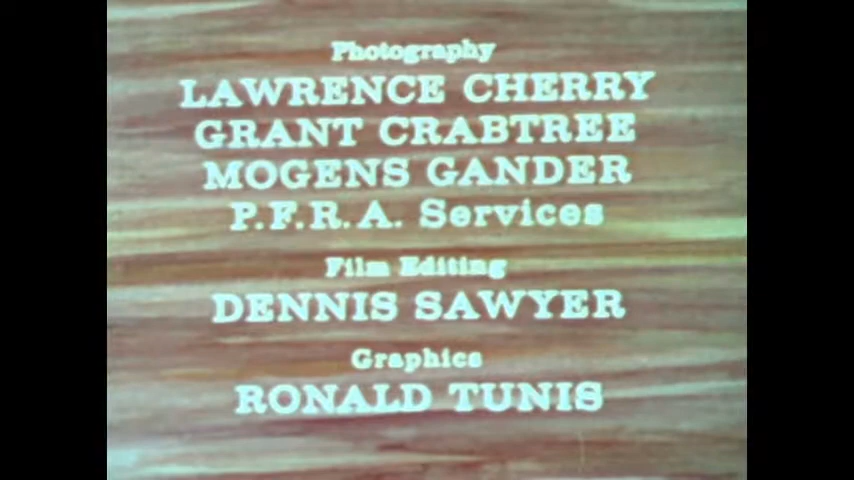 Photography
LAWRENCE CHERRY
GRANT CRABTREE
MOGENS GANDER
P.F.R.A. Services
Film Editing
DENNIS SAWYER
Graphics
RONALD TUNIS